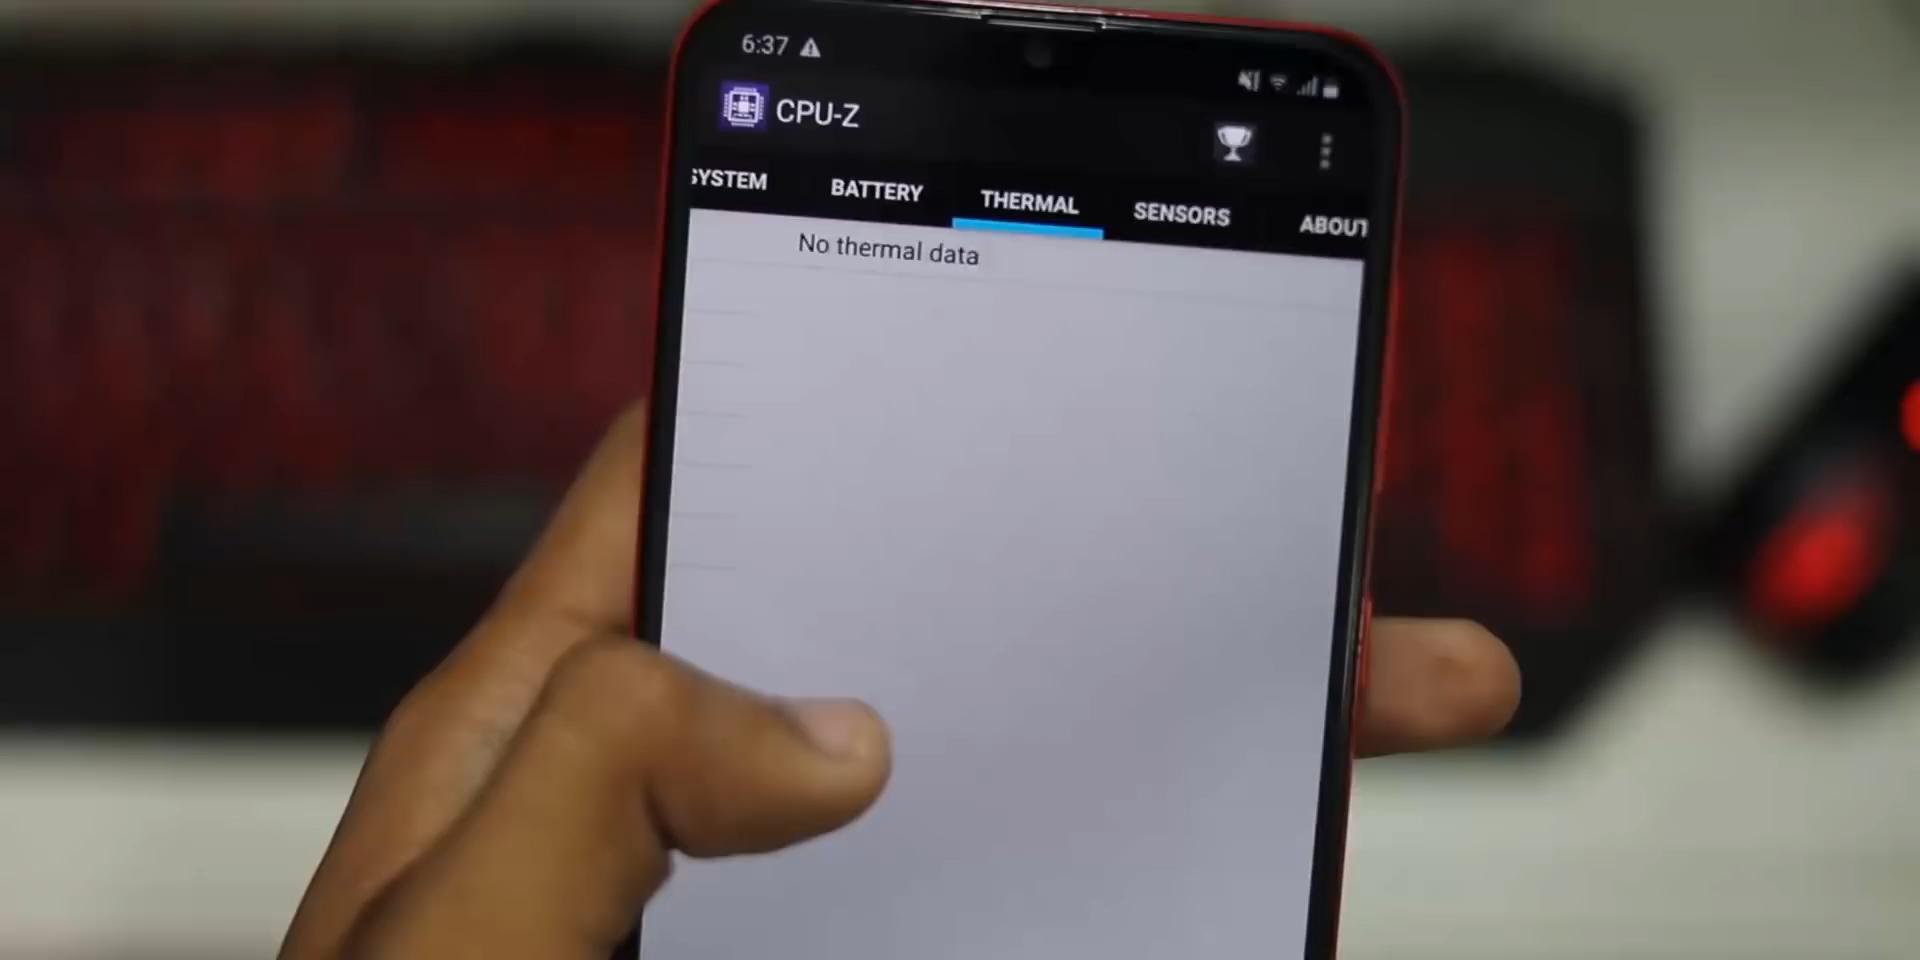 6:37
CPU-Z
SYSTEM BATTERY THERMAL SENSORS ABOUT
No thermal data